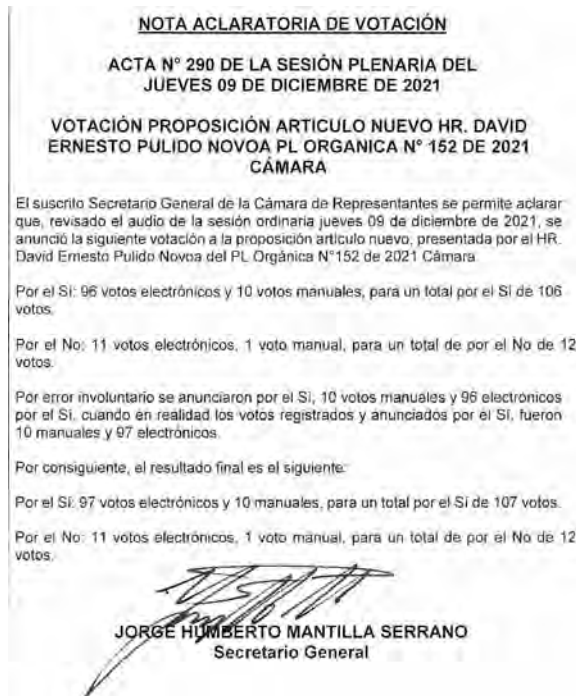 NOTA ACLARATORIA DE VOTACIÓN
ACTA Nº 290 DE LA SESIÓN PLENARIA DEL
JUEVES 09 DE DICIEMBRE DE 2021
VOTACIÓN PROPOSICIÓN ARTICULO NUEVO HR. DAVID
ERNESTO PULIDO NOVOA PL ORGANICA Nº 152 DE 2021
CÁMARA
El suscrito Secretario General de la Cámara de Representantes se permite aclarar
que, revisado el audio de la sesión ordinaria jueves 09 de diciembre de 2021, se
anunció la siguiente votación a la proposición artículo nuevo, presentada por el HR.
David Ernesto Pulido Novoa del PL Orgánica Nº152 de 2021 Cámara.
Por el Sí: 96 votos electrónicos y 10 votos manuales, para un total por el Sí de 106
votos.
Por el No: 11 votos electrónicos, 1 voto manual, para un total de por el No de 12
votos.
Por error involuntario se anunciaron por el Sí, 10 votos manuales y 96 electrónicos
por el Sí, cuando en realidad los votos registrados y anunciados por el Sí, fueron
10 manuales y 97 electrónicos.
Por consiguiente, el resultado final es el siguiente:
Por el Sí: 97 votos electrónicos y 10 manuales, para un total por el Sí de 107 votos.
Por el No: 11 votos electrónicos, 1 voto manual, para un total de por el No de 12
votos.
JORGE HUMBERTO MANTILLA SERRANO
Secretario General